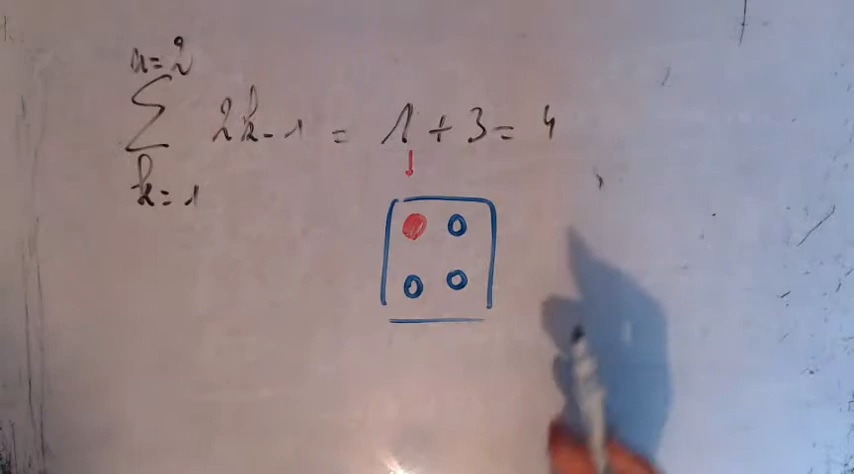 n=2
∑ 2k-1 = 1+3=4
k=1